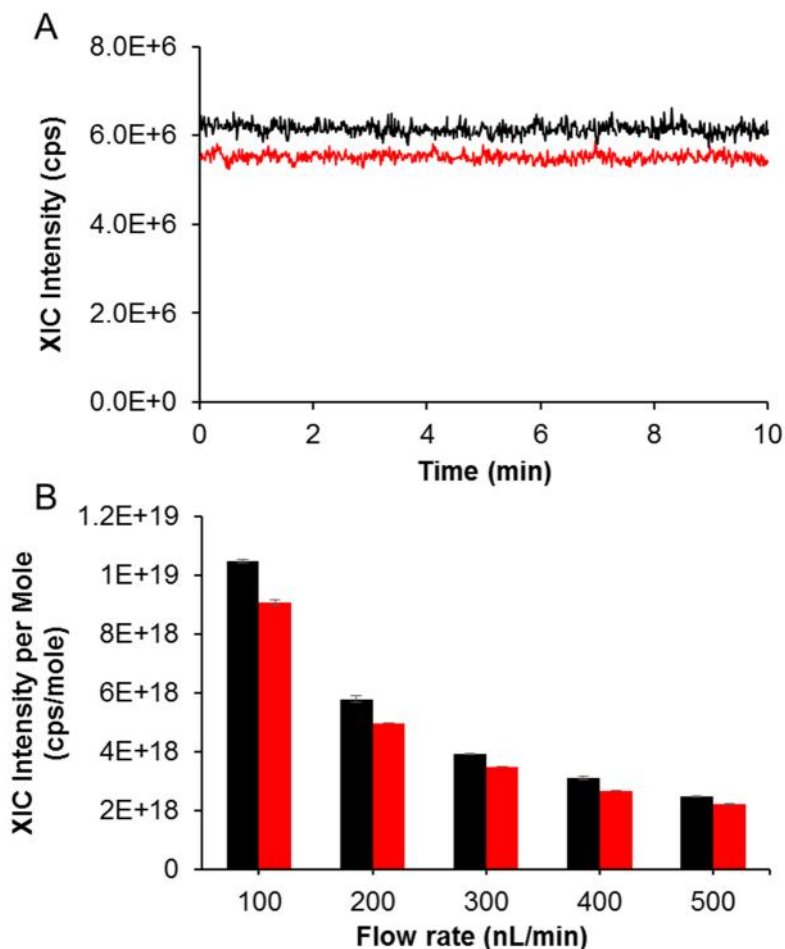 A
8.0E+6
6.0E+6
4.0E+6
2.0E+6
0.0E+0
XIC Intensity (cps)
0 2 4 6 8 10
Time (min)
B
1.2E+19
1E+19
8E+18
6E+18
4E+18
2E+18
0
XIC Intensity per Mole
(cps/mole)
100 200 300 400 500
Flow rate (nL/min)